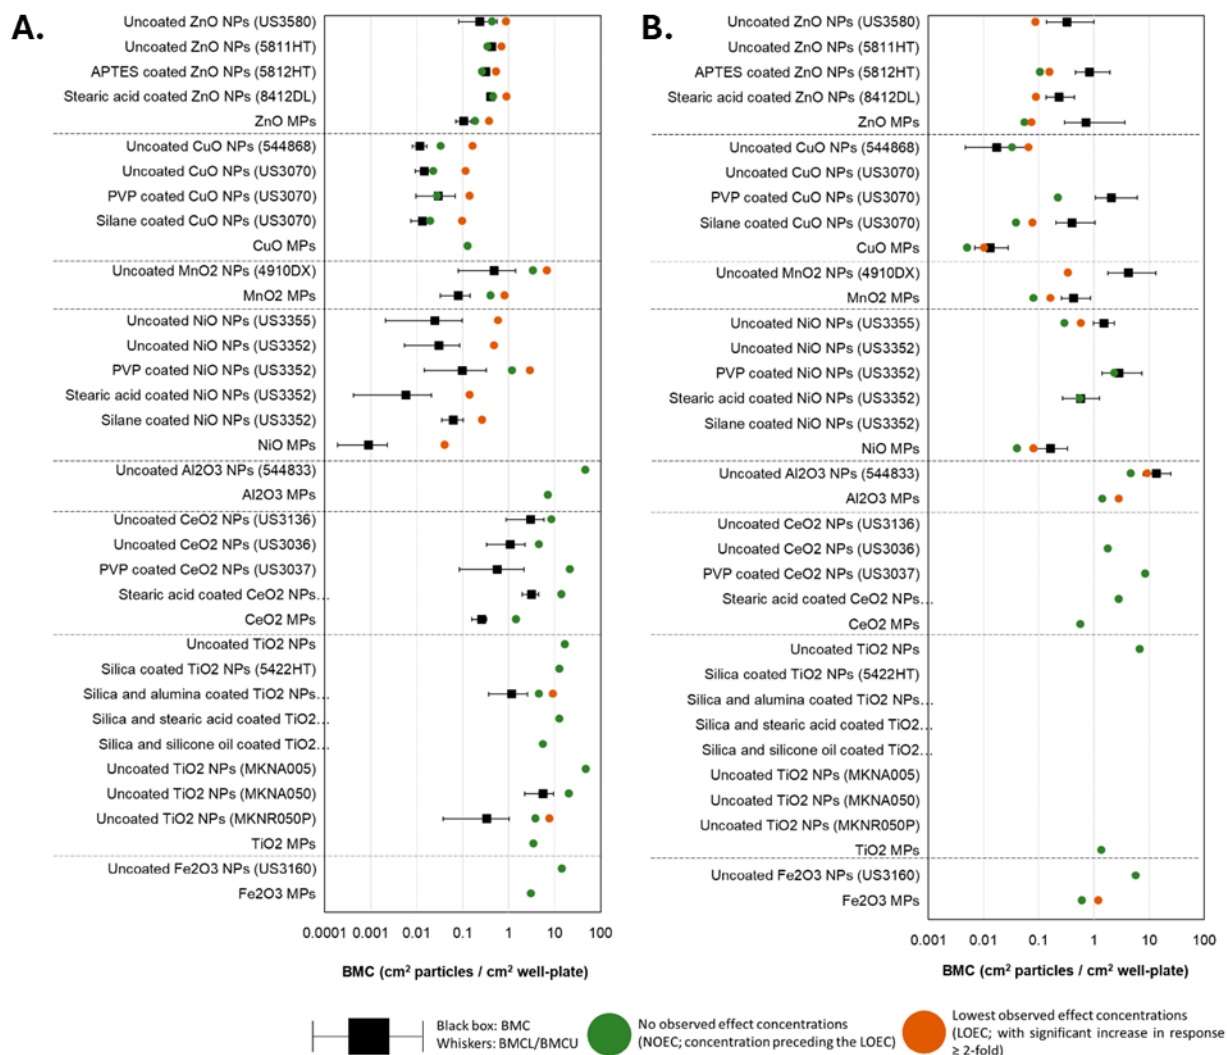 A.
Uncoated ZnO NPs (US3580)
Uncoated ZnO NPs (5811HT)
APTES coated ZnO NPs (5812HT)
Stearic acid coated ZnO NPs (8412DL)
ZnO MPs
Uncoated CuO NPs (544868)
Uncoated CuO NPs (US3070)
PVP coated CuO NPs (US3070)
Silane coated CuO NPs (US3070)
CuO MPs
Uncoated MnO2 NPs (4910DX)
MnO2 MPs
Uncoated NiO NPs (US3355)
Uncoated NiO NPs (US3352)
PVP coated NiO NPs (US3352)
Stearic acid coated NiO NPs (US3352)
Silane coated NiO NPs (US3352)
NiO MPs
Uncoated Al2O3 NPs (544833)
Al2O3 MPs
Uncoated CeO2 NPs (US3136)
Uncoated CeO2 NPs (US3036)
PVP coated CeO2 NPs (US3037)
Stearic acid coated CeO2 NPs...
CeO2 MPs
Uncoated TiO2 NPs
Silica coated TiO2 NPs (5422HT)
Silica and alumina coated TiO2 NPs...
Silica and stearic acid coated TiO2...
Silica and silicone oil coated TiO2...
Uncoated TiO2 NPs (MKNA005)
Uncoated TiO2 NPs (MKNA050)
Uncoated TiO2 NPs (MKNR050P)
TiO2 MPs
Uncoated Fe2O3 NPs (US3160)
Fe2O3 MPs
0.0001 0.001 0.01 0.1 1 10 100
BMC (cm² particles / cm² well-plate)
B.
Uncoated ZnO NPs (US3580)
Uncoated ZnO NPs (5811HT)
APTES coated ZnO NPs (5812HT)
Stearic acid coated ZnO NPs (8412DL)
ZnO MPs
Uncoated CuO NPs (544868)
Uncoated CuO NPs (US3070)
PVP coated CuO NPs (US3070)
Silane coated CuO NPs (US3070)
CuO MPs
Uncoated MnO2 NPs (4910DX)
MnO2 MPs
Uncoated NiO NPs (US3355)
Uncoated NiO NPs (US3352)
PVP coated NiO NPs (US3352)
Stearic acid coated NiO NPs (US3352)
Silane coated NiO NPs (US3352)
NiO MPs
Uncoated Al2O3 NPs (544833)
Al2O3 MPs
Uncoated CeO2 NPs (US3136)
Uncoated CeO2 NPs (US3036)
PVP coated CeO2 NPs (US3037)
Stearic acid coated CeO2 NPs...
CeO2 MPs
Uncoated TiO2 NPs
Silica coated TiO2 NPs (5422HT)
Silica and alumina coated TiO2 NPs...
Silica and stearic acid coated TiO2...
Silica and silicone oil coated TiO2...
Uncoated TiO2 NPs (MKNA005)
Uncoated TiO2 NPs (MKNA050)
Uncoated TiO2 NPs (MKNR050P)
TiO2 MPs
Uncoated Fe2O3 NPs (US3160)
Fe2O3 MPs
0.001 0.01 0.1 1 10 100
BMC (cm² particles / cm² well-plate)
Black box: BMC
Whiskers: BMCL/BMCU
No observed effect concentrations
(NOEC; concentration preceding the LOEC)
Lowest observed effect concentrations
(LOEC; with significant increase in response
≥ 2-fold)